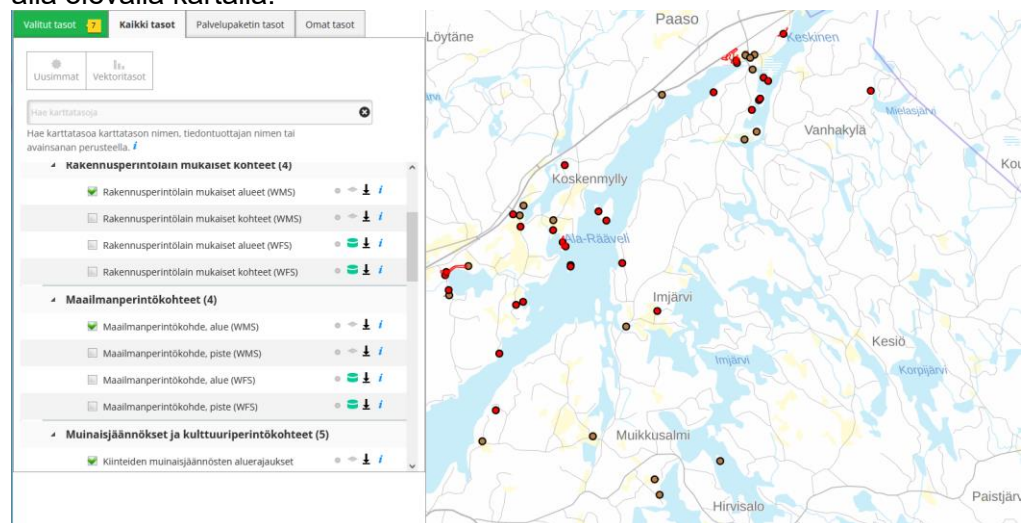 alla olevalla kartalla.
Valitut tasot 7 Kaikki tasot Palvelupaketin tasot Omat tasot
Uusimmat Vektoritasot
Hae karttatasoja
Hae karttatasoa karttatason nimen, tiedontuottajan nimen tai
avainsanan perusteella. i
Rakennusperintölain mukaiset kohteet (4)
Rakennusperintölain mukaiset alueet (WMS) i
Rakennusperintölain mukaiset kohteet (WMS) i
Rakennusperintölain mukaiset alueet (WFS) i
Rakennusperintölain mukaiset kohteet (WFS) i
Maailmanperintökohteet (4)
Maailmanperintökohde, alue (WMS) i
Maailmanperintökohde, piste (WMS) i
Maailmanperintökohde, alue (WFS) i
Maailmanperintökohde, piste (WFS) i
Muinaisjäännökset ja kulttuuriperintökohteet (5)
Kiinteiden muinaisjäännösten aluerajaukset i
Paaso
Löytäne
Keskinen
Mielasjärvi
Vanhakylä
Kou
Koskenmylly
Ala-Rääveli
Imjärvi
Imjärvi
Kesiö
Korpijärvi
Muikkusalmi
Hirvisalo
Paistjärv